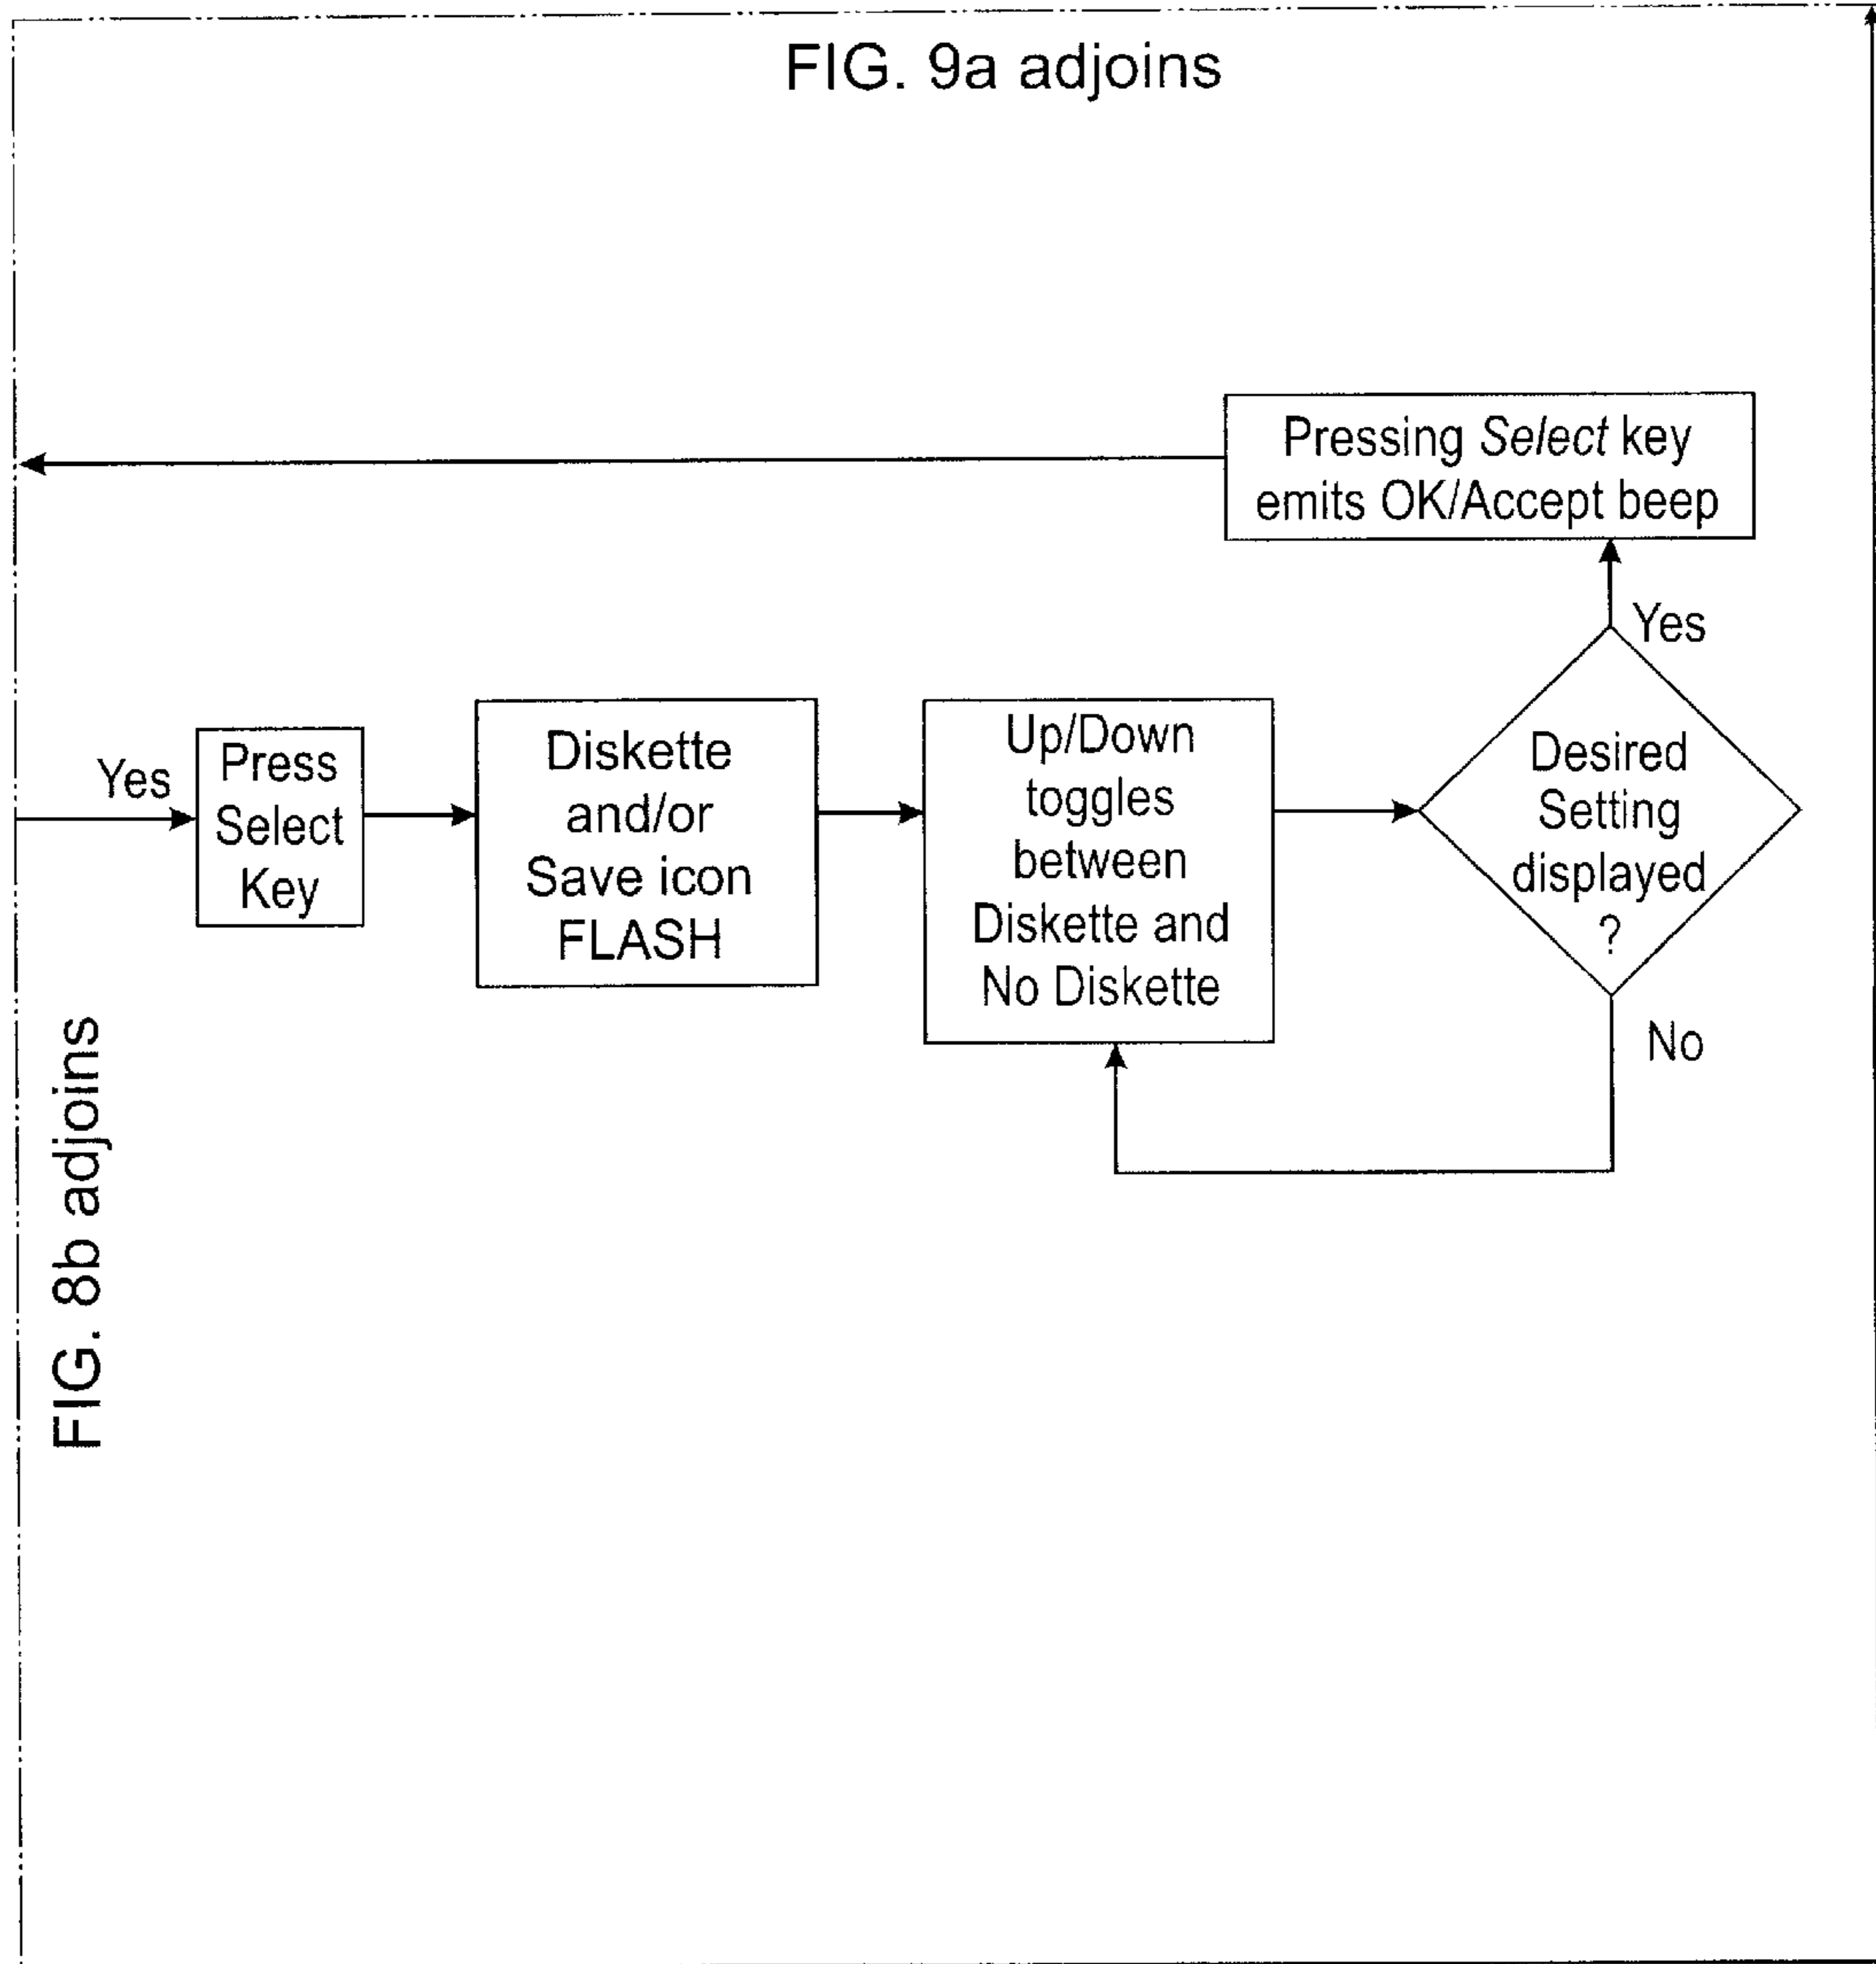 FIG. 9a adjoins
Pressing Select key
emits OK/Accept beep
Yes
Yes
Press
Select
Key
Diskette
and/or
Save icon
FLASH
Up/Down
toggles
between
Diskette and
No Diskette
Desired
Setting
displayed
?
No
FIG. 8b adjoins